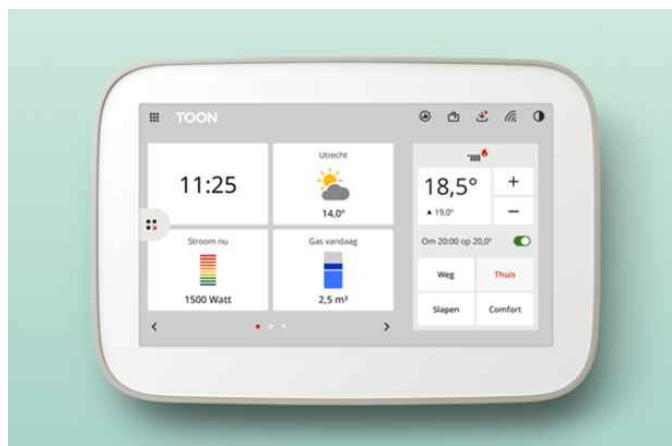 TOON
11:25
Utrecht
14,0°
Stroom nu
1500 Watt
Gas vandaag
2,5 m³
18,5°
+
▲ 19,0°
−
Om 20:00 op 20,0°
Weg
Thuis
Slapen
Comfort